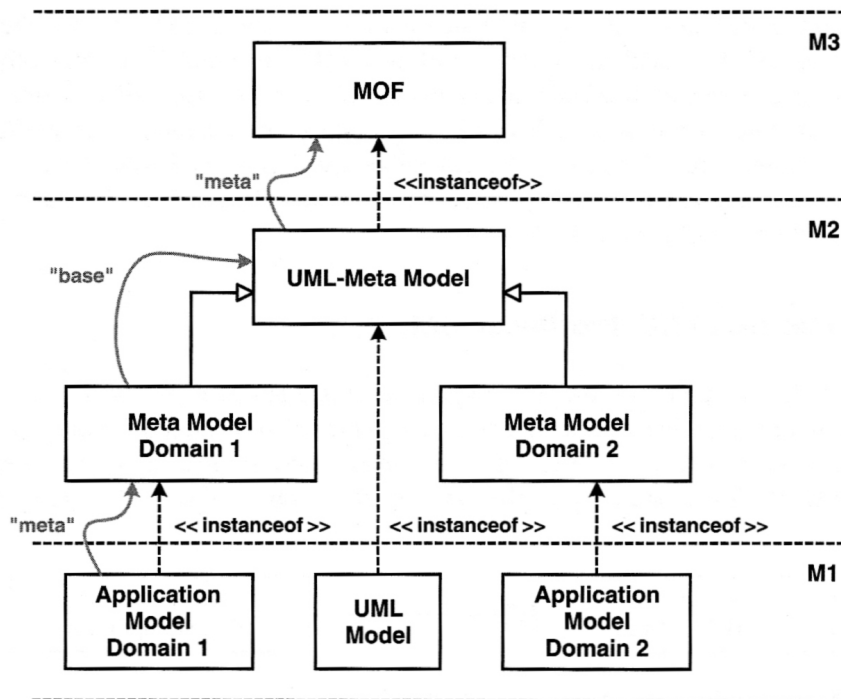 M3
MOF
"meta"
<<instanceof>>
M2
UML-Meta Model
"base"
Meta Model
Domain 1
Meta Model
Domain 2
"meta"
<< instanceof >>
<< instanceof >>
<< instanceof >>
M1
Application
Model
Domain 1
UML
Model
Application
Model
Domain 2